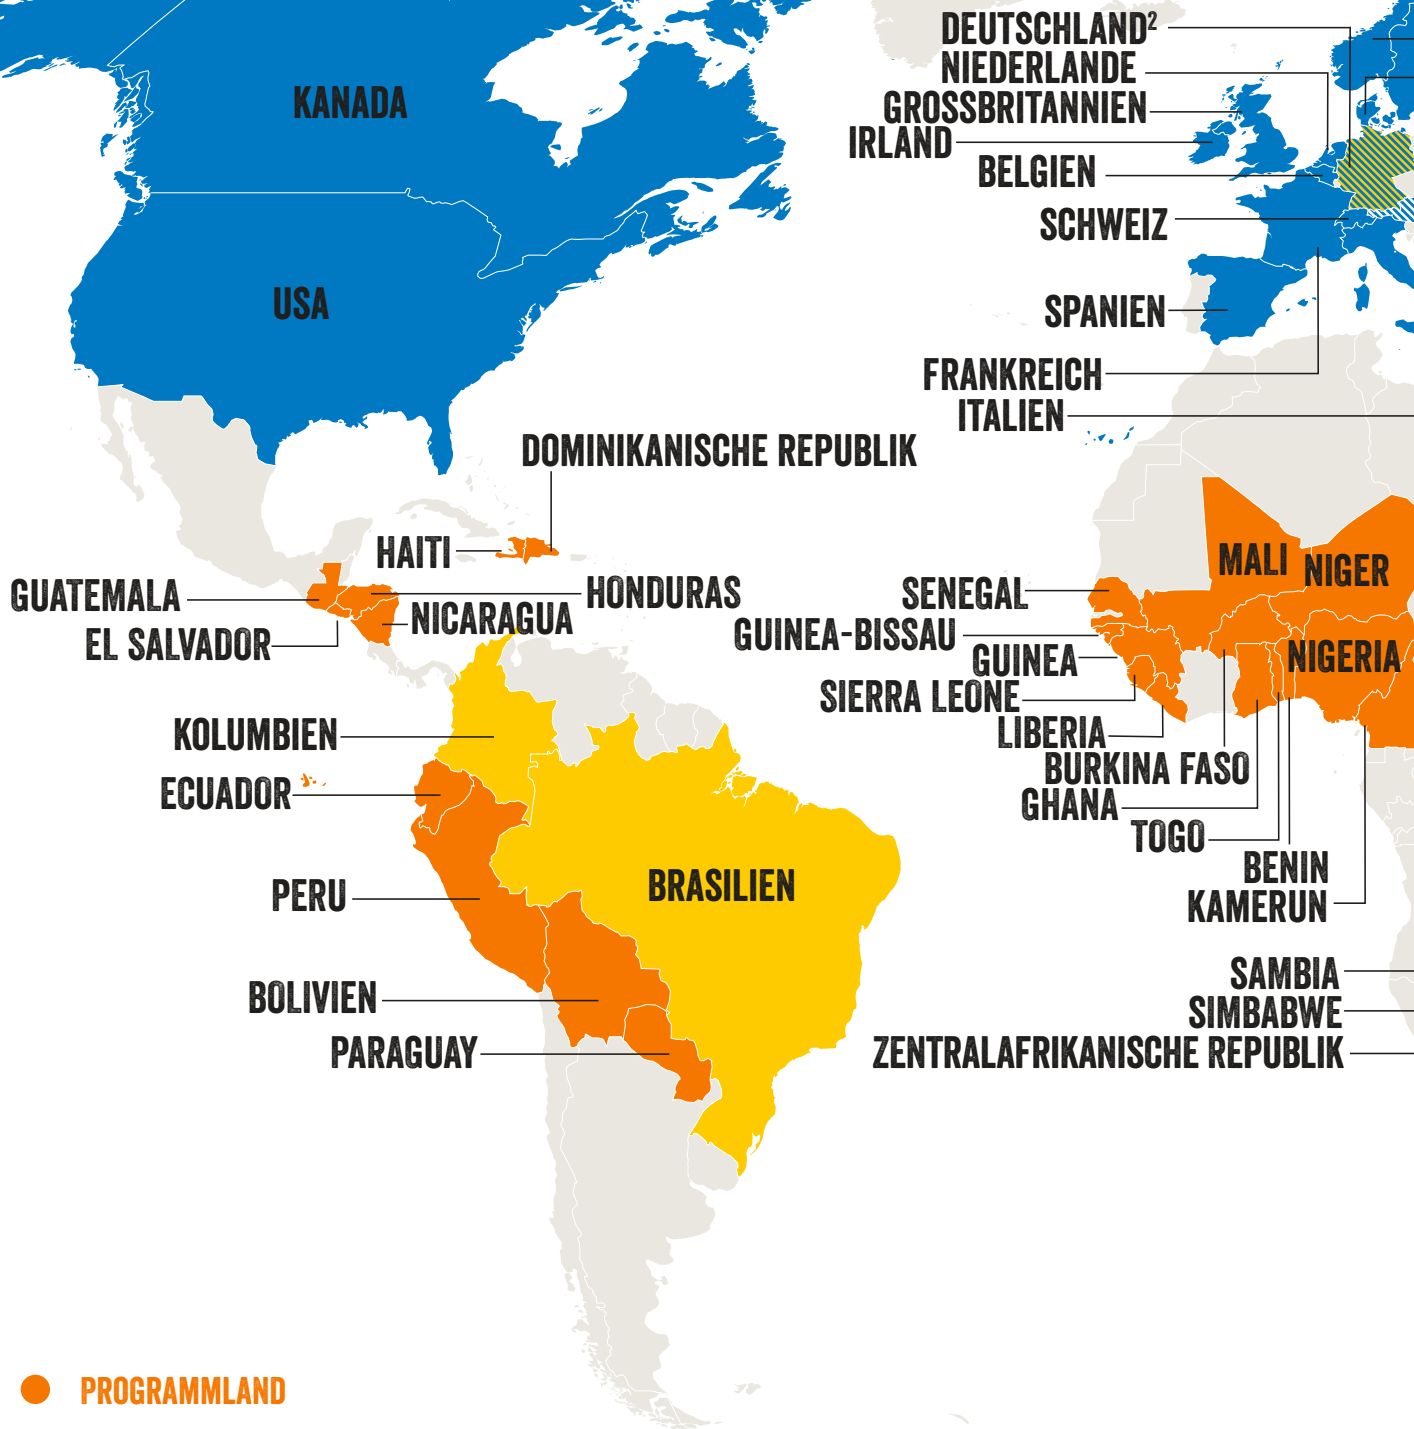 DEUTSCHLAND²
NIEDERLANDE
KANADA
GROSSBRITANNIEN
IRLAND
BELGIEN
SCHWEIZ
USA
SPANIEN
FRANKREICH
ITALIEN
DOMINIKANISCHE REPUBLIK
HAITI
MALI
NIGER
GUATEMALA
HONDURAS
SENEGAL
NICARAGUA
EL SALVADOR
GUINEA-BISSAU
GUINEA
NIGERIA
SIERRA LEONE
KOLUMBIEN
LIBERIA
BURKINA FASO
ECUADOR
GHANA
TOGO
BENIN
BRASILIEN
PERU
KAMERUN
SAMBIA
BOLIVIEN
SIMBABWE
PARAGUAY
ZENTRALAFRIKANISCHE REPUBLIK
PROGRAMMLAND